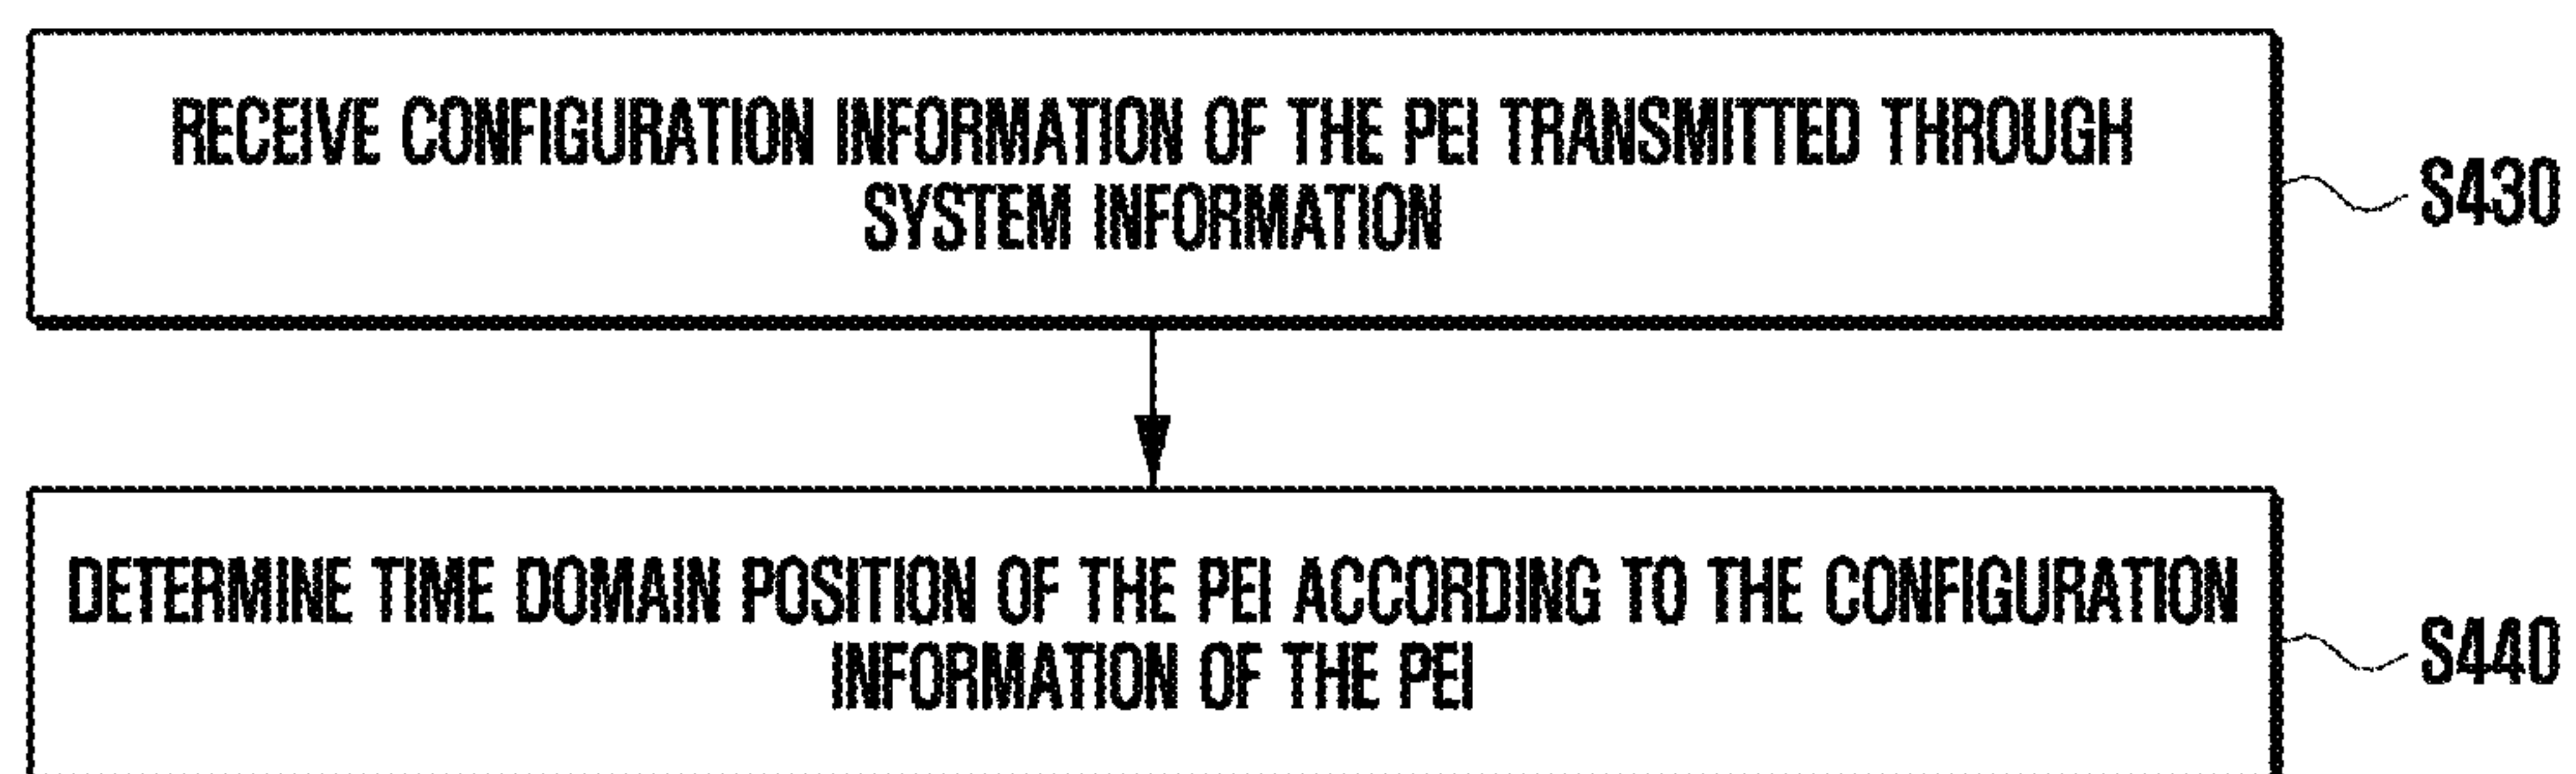 RECEIVE CONFIGURATION INFORMATION OF THE PEI TRANSMITTED THROUGH
SYSTEM INFORMATION
S430
DETERMINE TIME DOMAIN POSITION OF THE PEI ACCORDING TO THE CONFIGURATION
INFORMATION OF THE PEI
S440